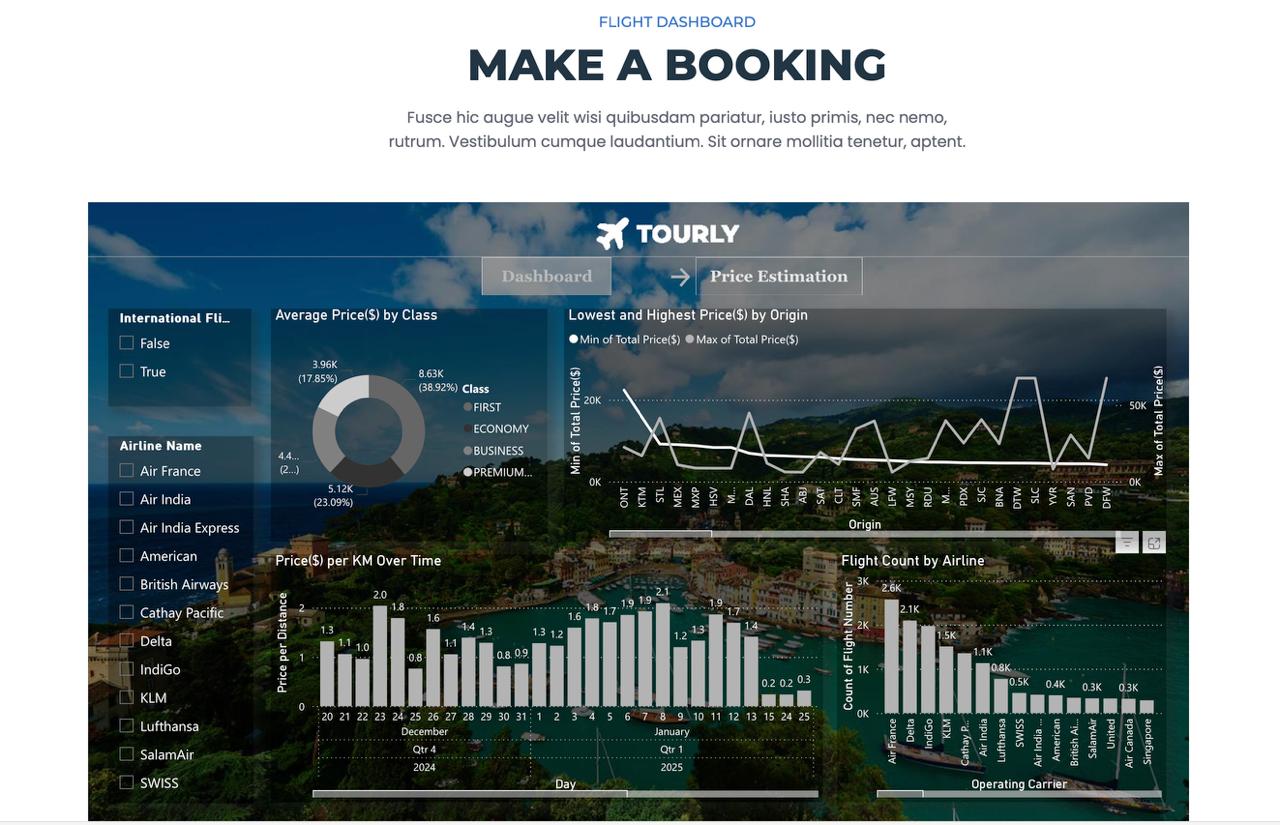 FLIGHT DASHBOARD
MAKE A BOOKING
Fusce hic augue velit wisi quibusdam pariatur, iusto primis, nec nemo,
rutrum. Vestibulum cumque laudantium. Sit ornare mollitia tenetur, aptent.
TOURLY
Dashboard
Price Estimation
International Fli...
False
True
Airline Name
Air France
Air India
Air India Express
American
British Airways
Cathay Pacific
Delta
IndiGo
KLM
Lufthansa
SalamAir
SWISS
Average Price($) by Class
3.96K
(17.85%)
8.63K
(38.92%)
4.4...
(2...)
5.12K
(23.09%)
Class
FIRST
ECONOMY
BUSINESS
PREMIUM...
Lowest and Highest Price($) by Origin
Min of Total Price($) Max of Total Price($)
Min of Total Price($)
20K
0K
50K
0K
Max of Total Price($)
ONT KTM STL MEX MXP HSV M... DAL HNL SHA ABJ SAT CLT SMF AUS LFW MSY RDU M... PDX SJC BNA DTW SLC YVR SAN PVD DFW
Origin
Price($) per KM Over Time
Price per Distance
2
1
0
1.3 1.1 1.0 2.0 1.8 0.8 1.6 1.1 1.4 1.3 0.8 0.9 1.3 1.2 1.6 1.8 1.7 1.9 1.9 2.1 1.2 1.3 1.9 1.7 1.4 0.2 0.2 0.3
20 21 22 23 24 25 26 27 28 29 30 31 1 2 3 4 5 6 7 8 9 10 11 12 13 15 24 25
December January
Qtr 4 Qtr 1
2024 2025
Day
Flight Count by Airline
Count of Flight Number
3K
2K
1K
0K
2.6K 2.1K 1.5K 1.1K 0.8K 0.5K 0.4K 0.3K 0.3K
Air France Delta IndiGo KLM Cathay P... Air India Lufthansa SWISS Air India ... American British Ai... SalamAir United Air Canada Singapore
Operating Carrier